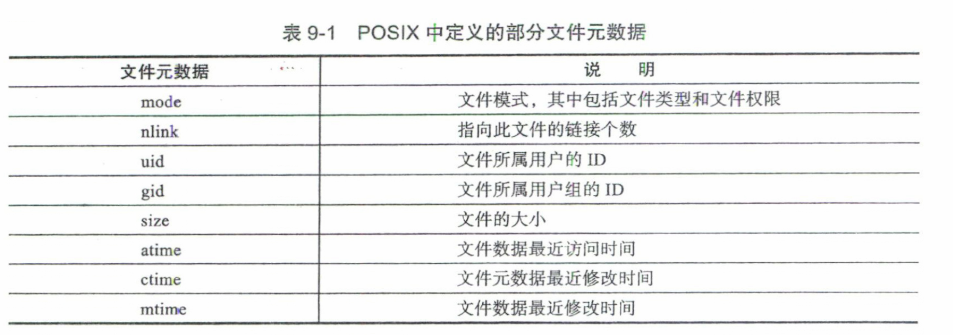 表 9-1 POSIX 中定义的部分文件元数据
文件元数据 说 明
mode 文件模式，其中包括文件类型和文件权限
nlink 指向此文件的链接个数
uid 文件所属用户的 ID
gid 文件所属用户组的 ID
size 文件的大小
atime 文件数据最近访问时间
ctime 文件元数据最近修改时间
mtime 文件数据最近修改时间